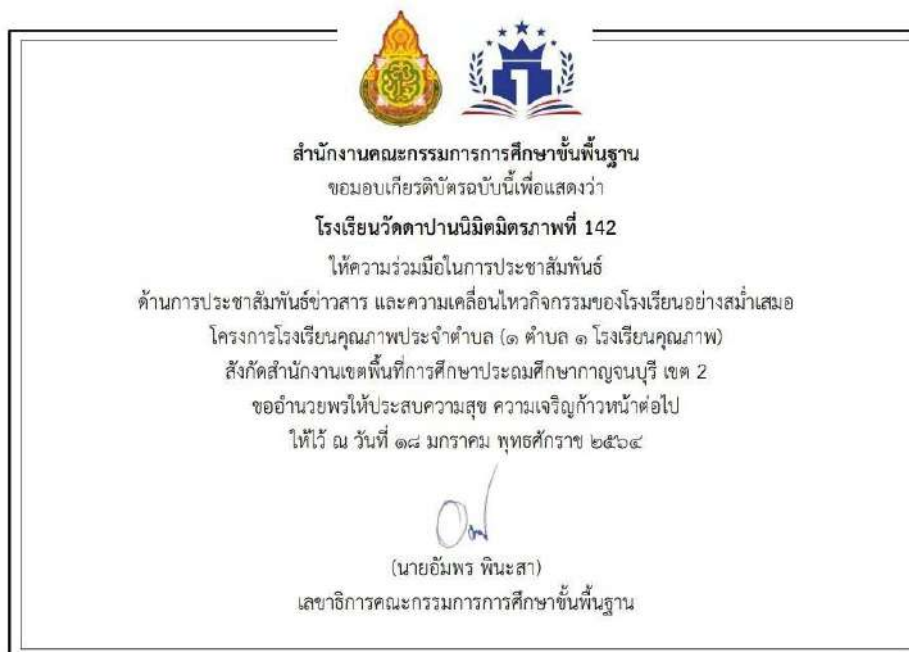 สำนักงานคณะกรรมการการศึกษาขั้นพื้นฐาน
ขอมอบเกียรติบัตรฉบับนี้เพื่อแสดงว่า
โรงเรียนวัดดาปานนิมิตมิตรภาพที่ 142
ให้ความร่วมมือในการประชาสัมพันธ์
ด้านการประชาสัมพันธ์ข่าวสาร และความเคลื่อนไหวกิจกรรมของโรงเรียนอย่างสม่ำเสมอ
โครงการโรงเรียนคุณภาพประจำตำบล (๑ ตำบล ๑ โรงเรียนคุณภาพ)
สังกัดสำนักงานเขตพื้นที่การศึกษาประถมศึกษากาญจนบุรี เขต 2
ขออำนวยพรให้ประสบความสุข ความเจริญก้าวหน้าต่อไป
ให้ไว้ ณ วันที่ ๑๘ มกราคม พุทธศักราช ๒๕๖๔
(นายอัมพร พินะสา)
เลขาธิการคณะกรรมการการศึกษาขั้นพื้นฐาน